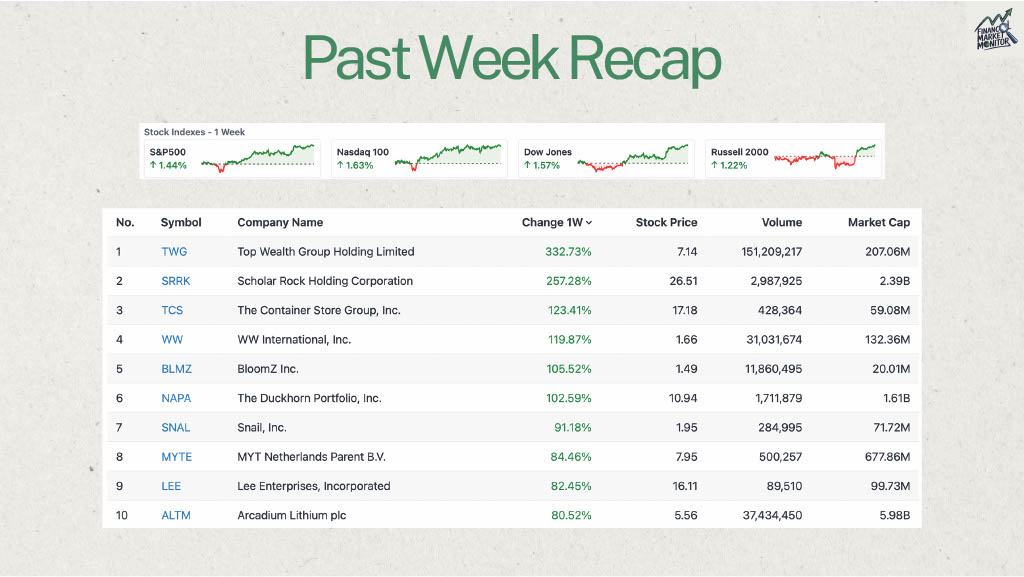 FINANCIAL
MARKET
MONITOR
Past Week Recap
Stock Indexes - 1 Week
S&P500
↑ 1.44%
Nasdaq 100
↑ 1.63%
Dow Jones
↑ 1.57%
Russell 2000
↑ 1.22%
No. Symbol Company Name Change 1W Stock Price Volume Market Cap
1 TWG Top Wealth Group Holding Limited 332.73% 7.14 151,209,217 207.06M
2 SRRK Scholar Rock Holding Corporation 257.28% 26.51 2,987,925 2.39B
3 TCS The Container Store Group, Inc. 123.41% 17.18 428,364 59.08M
4 WW WW International, Inc. 119.87% 1.66 31,031,674 132.36M
5 BLMZ BloomZ Inc. 105.52% 1.49 11,860,495 20.01M
6 NAPA The Duckhorn Portfolio, Inc. 102.59% 10.94 1,711,879 1.61B
7 SNAL Snail, Inc. 91.18% 1.95 284,995 71.72M
8 MYTE MYT Netherlands Parent B.V. 84.46% 7.95 500,257 677.86M
9 LEE Lee Enterprises, Incorporated 82.45% 16.11 89,510 99.73M
10 ALTM Arcadium Lithium plc 80.52% 5.56 37,434,450 5.98B